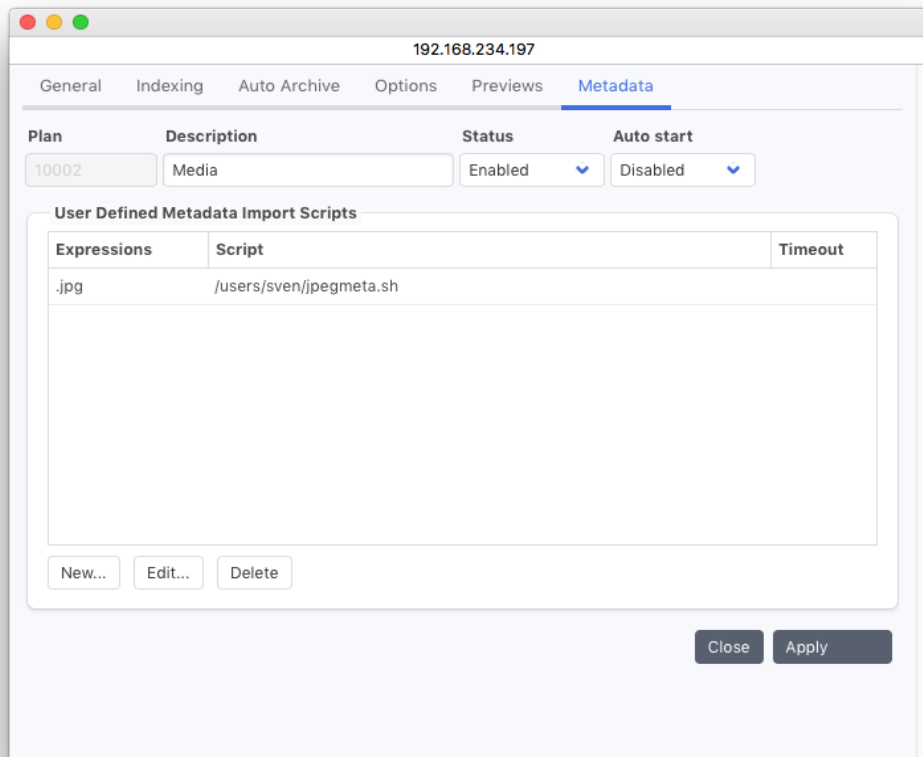 192.168.234.197
General Indexing Auto Archive Options Previews Metadata
Plan Description Status Auto start
10002 Media Enabled Disabled
User Defined Metadata Import Scripts
Expressions Script Timeout
.jpg /users/sven/jpegmeta.sh
New... Edit... Delete
Close Apply